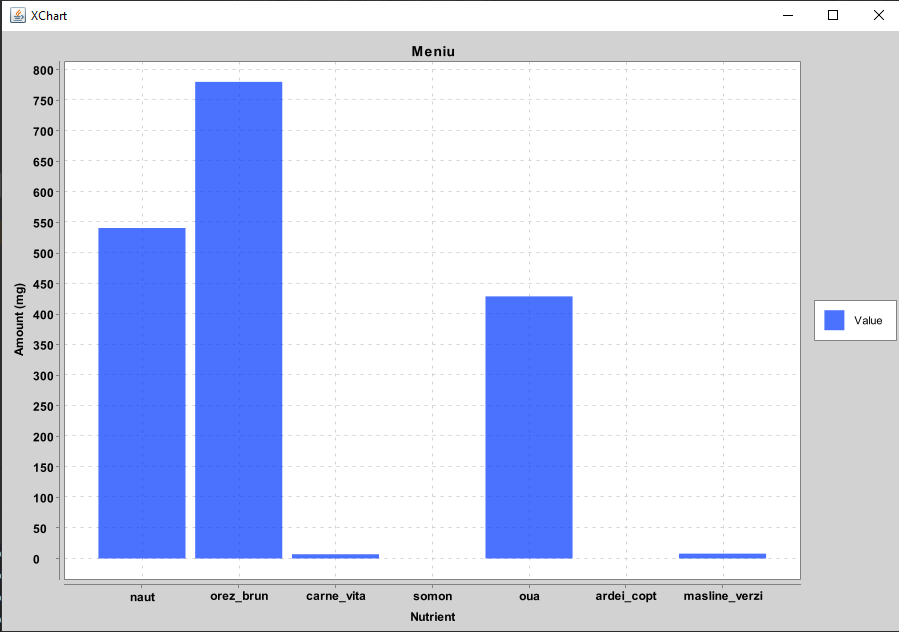 XChart
Meniu
800
750
700
650
600
550
500
450
400
350
300
250
200
150
100
50
0
Amount (mg)
naut orez_brun carne_vita somon oua ardei_copt masline_verzi
Nutrient
Value